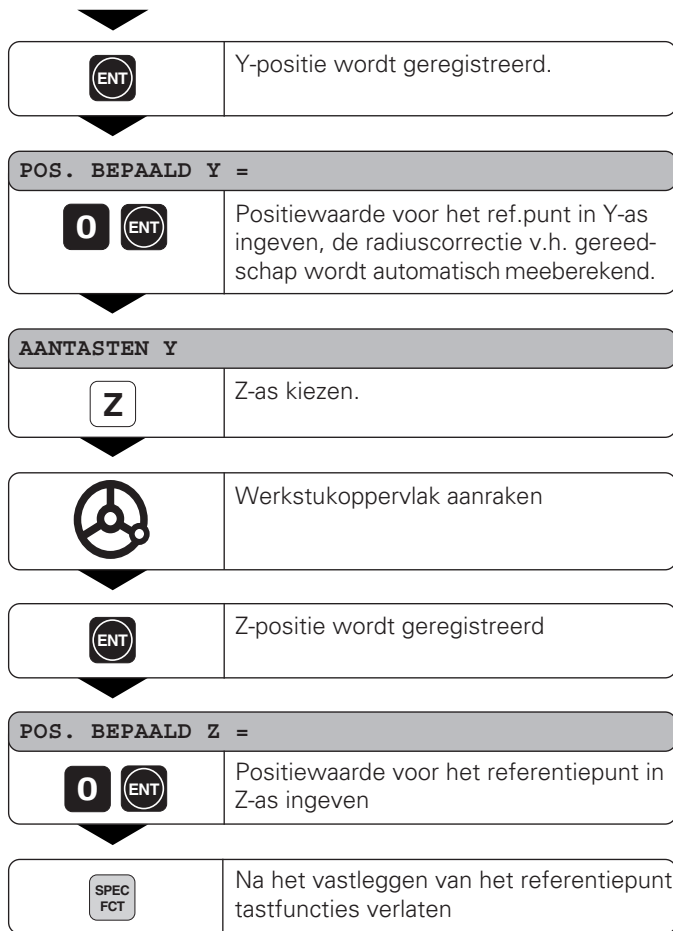 ENT
Y-positie wordt geregistreerd.
POS. BEPAALD Y =
0 ENT
Positiewaarde voor het ref.punt in Y-as
ingeven, de radiuscorrectie v.h. gereed-
schap wordt automatisch meeberekend.
AANTASTEN Y
Z
Z-as kiezen.
Werkstukoppervlak aanraken
ENT
Z-positie wordt geregistreerd
POS. BEPAALD Z =
0 ENT
Positiewaarde voor het referentiepunt in
Z-as ingeven
SPEC
FCT
Na het vastleggen van het referentiepunt
tastfuncties verlaten